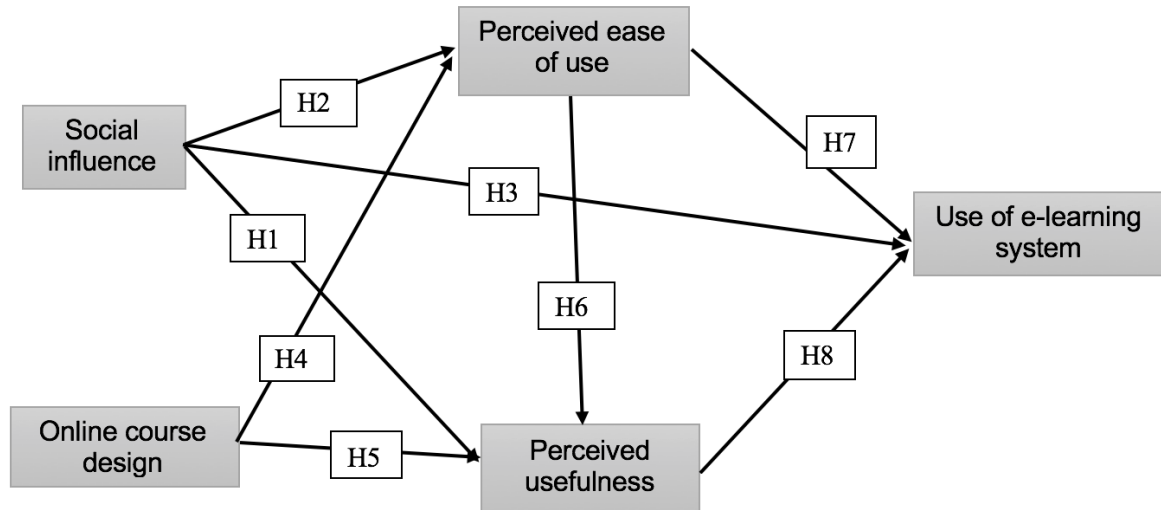 Perceived ease
of use
H2
Social
influence
H7
H3
Use of e-learning
system
H1
H6
H4
H8
Online course
design
H5
Perceived
usefulness